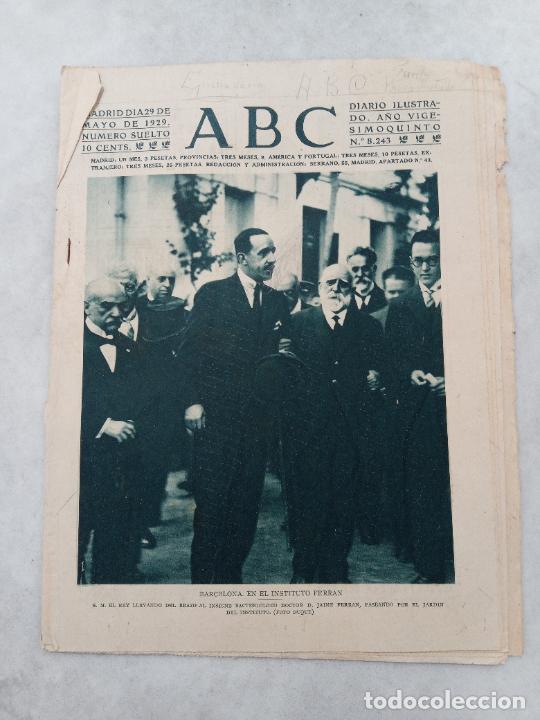 MADRID DIA 29 DE
MAYO DE 1929.
NUMERO SUELTO
10 CENTS.
ABC
DIARIO ILUSTRA-
DO. AÑO VIGE-
SIMOQUINTO
N.º 8.243
MADRID: UN MES, 3 PESETAS. PROVINCIAS: TRES MESES, 9. AMÉRICA Y PORTUGAL: TRES MESES, 10 PESETAS. EX-
TRANJERO: TRES MESES, 25 PESETAS. REDACCION Y ADMINISTRACION: SERRANO, 55, MADRID. APARTADO N.º 43.
BARCELONA. EN EL INSTITUTO FERRAN
S. M. EL REY LLEVANDO DEL BRAZO AL INSIGNE BACTERIOLOGO DOCTOR D. JAIME FERRAN, PASEANDO POR EL JARDIN
DEL INSTITUTO. (FOTO DUQUE)
todocoleccion.net